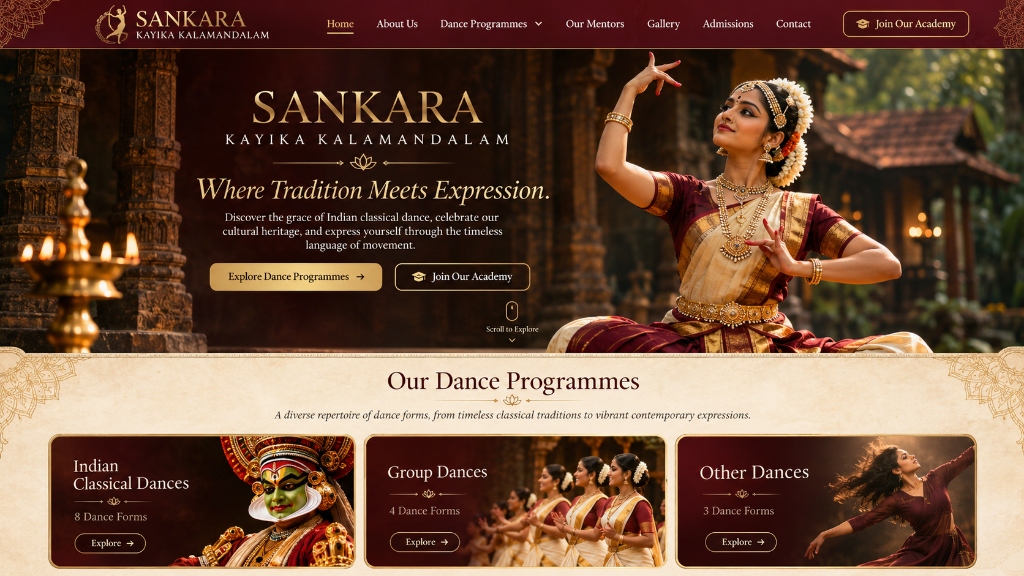 SANKARA
KAYIKA KALAMANDALAM
Home
About Us
Dance Programmes
Our Mentors
Gallery
Admissions
Contact
Join Our Academy
SANKARA
KAYIKA KALAMANDALAM
Where Tradition Meets Expression.
Discover the grace of Indian classical dance, celebrate our
cultural heritage, and express yourself through the timeless
language of movement.
Explore Dance Programmes →
Join Our Academy
Scroll to Explore
Our Dance Programmes
A diverse repertoire of dance forms, from timeless classical traditions to vibrant contemporary expressions.
Indian
Classical Dances
8 Dance Forms
Explore →
Group Dances
4 Dance Forms
Explore →
Other Dances
3 Dance Forms
Explore →